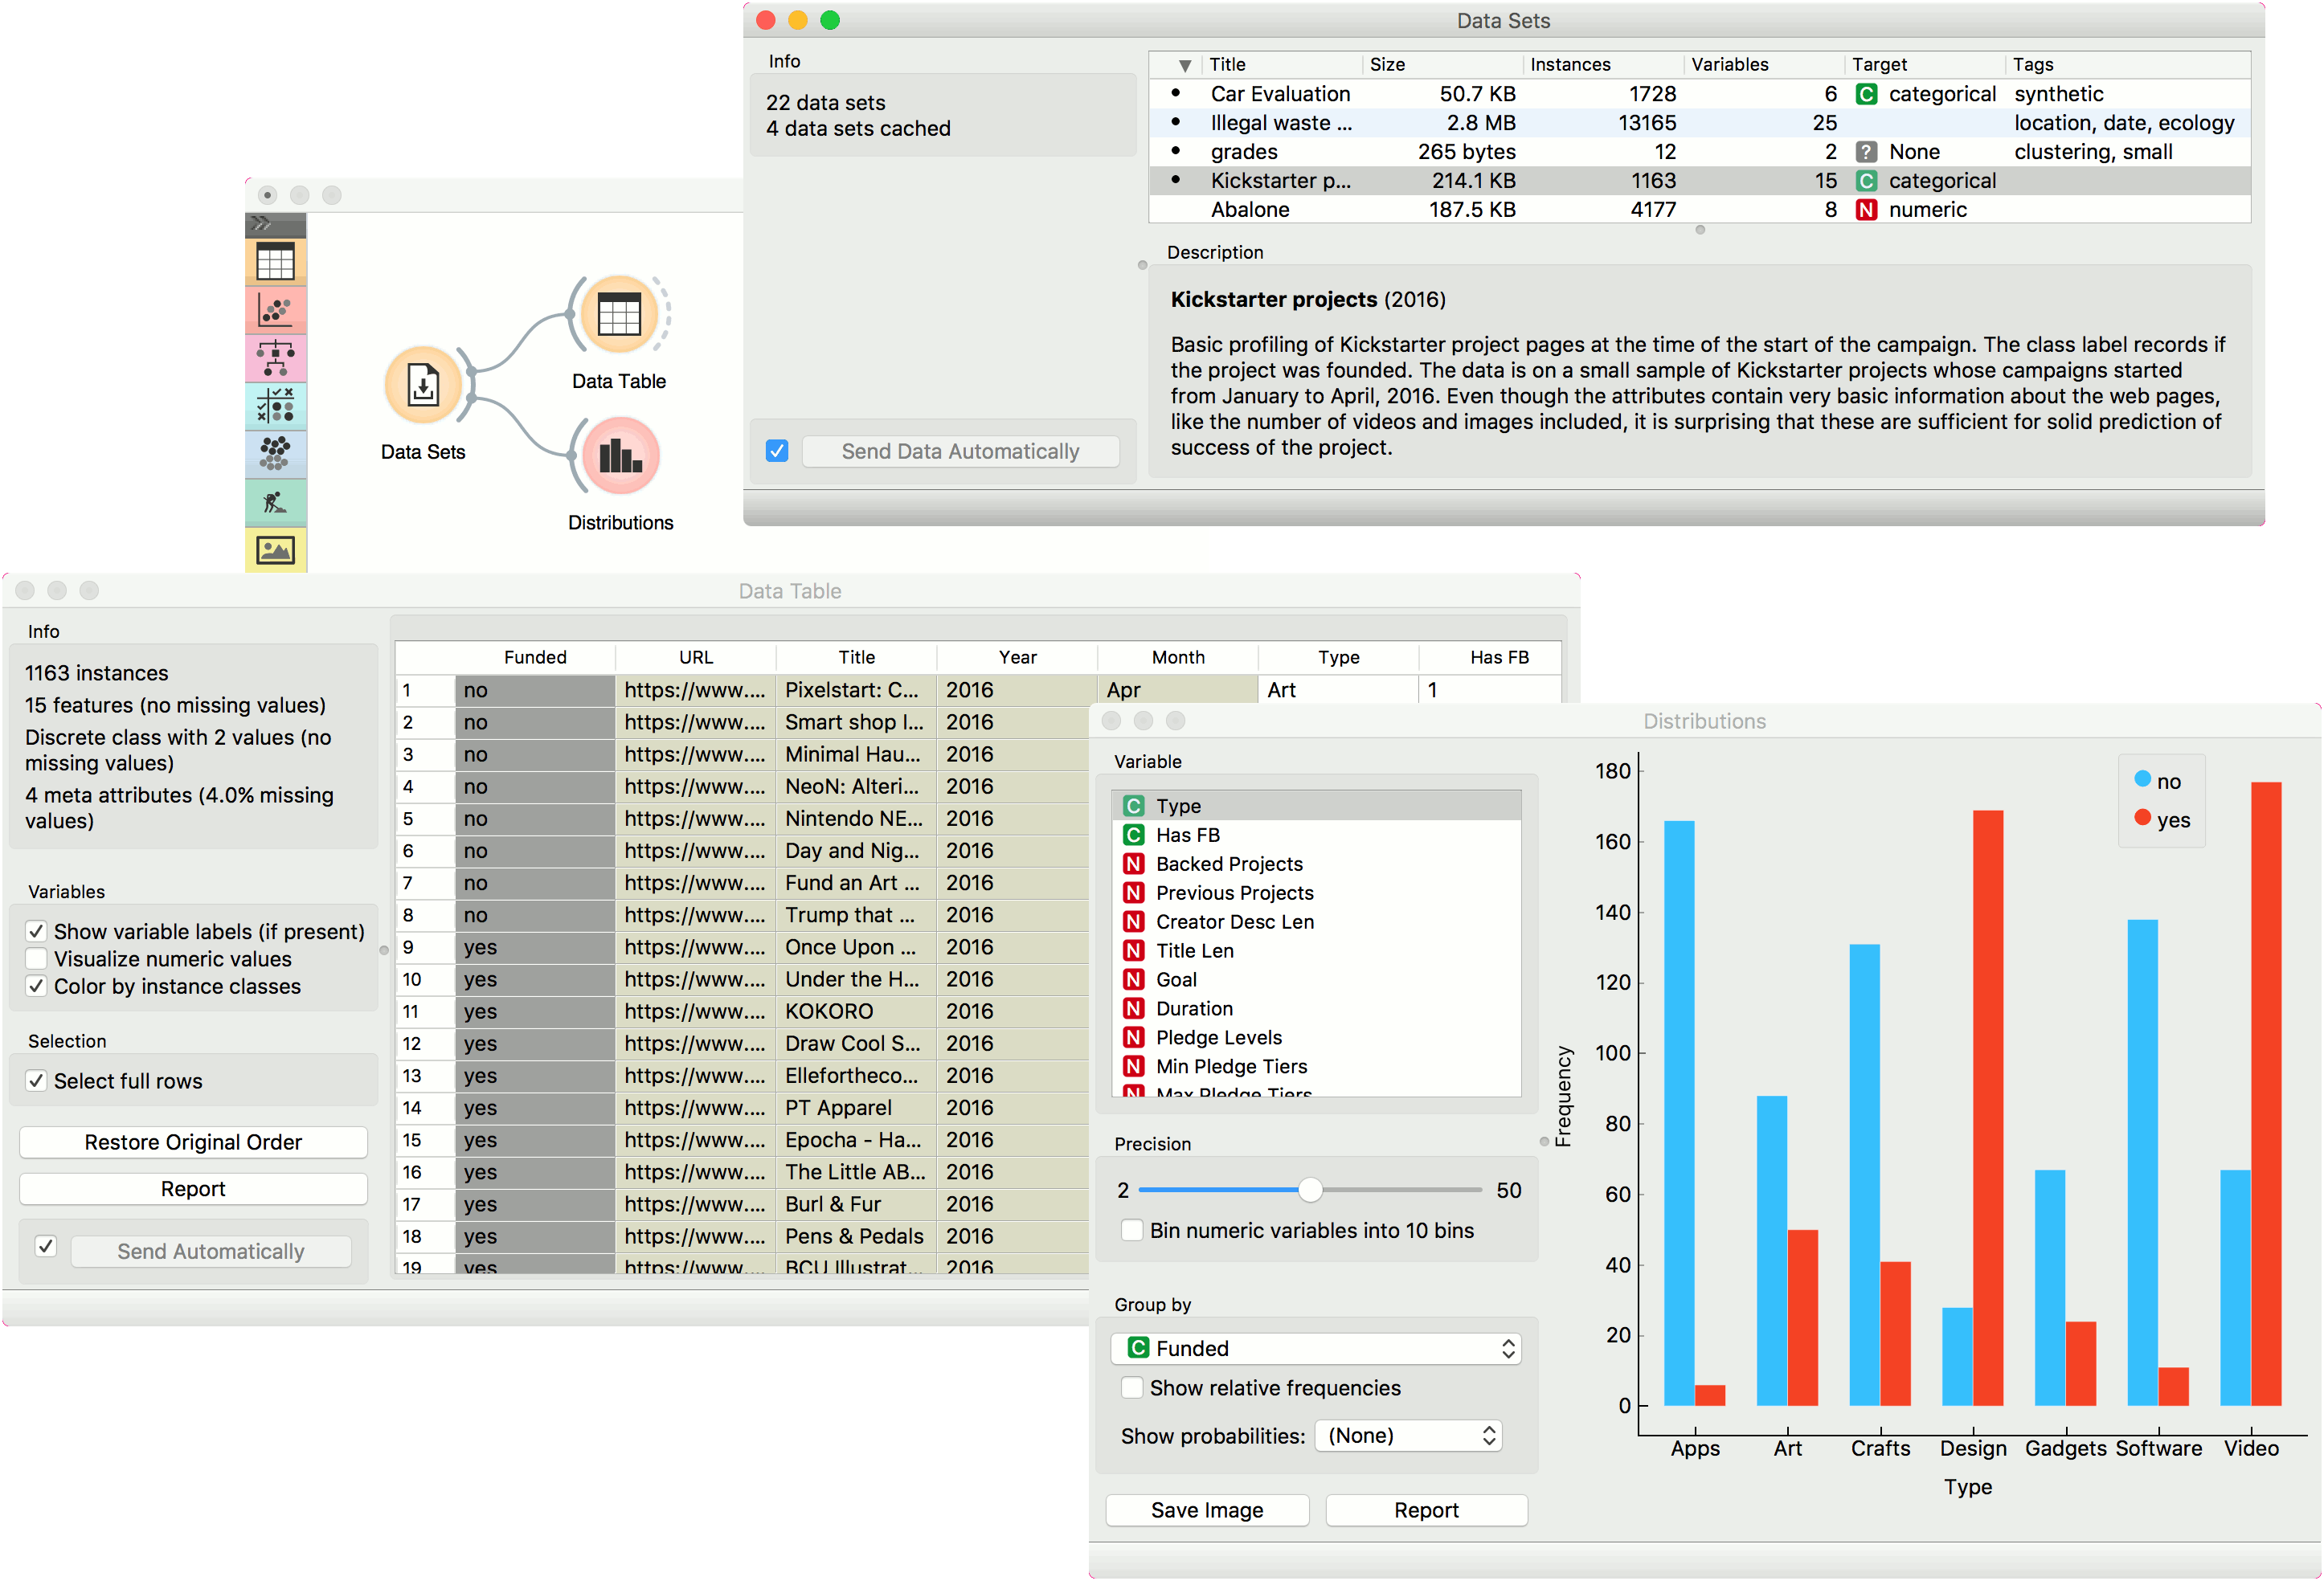 Data Sets
Info
22 data sets
4 data sets cached
Send Data Automatically
Title Size Instances Variables Target Tags
Car Evaluation 50.7 KB 1728 6 C categorical synthetic
Illegal waste ... 2.8 MB 13165 25 location, date, ecology
grades 265 bytes 12 2 ? None clustering, small
Kickstarter p... 214.1 KB 1163 15 C categorical
Abalone 187.5 KB 4177 8 N numeric
Description
Kickstarter projects (2016)
Basic profiling of Kickstarter project pages at the time of the start of the campaign. The class label records if
the project was founded. The data is on a small sample of Kickstarter projects whose campaigns started
from January to April, 2016. Even though the attributes contain very basic information about the web pages,
like the number of videos and images included, it is surprising that these are sufficient for solid prediction of
success of the project.
Data Sets
Data Table
Distributions
Data Table
Info
1163 instances
15 features (no missing values)
Discrete class with 2 values (no
missing values)
4 meta attributes (4.0% missing
values)
Variables
Show variable labels (if present)
Visualize numeric values
Color by instance classes
Selection
Select full rows
Restore Original Order
Report
Send Automatically
Funded URL Title Year Month Type Has FB
1 no https://www.... Pixelstart: C... 2016 Apr Art 1
2 no https://www.... Smart shop I... 2016
3 no https://www.... Minimal Hau... 2016
4 no https://www.... NeoN: Alteri... 2016
5 no https://www.... Nintendo NE... 2016
6 no https://www.... Day and Nig... 2016
7 no https://www.... Fund an Art ... 2016
8 no https://www.... Trump that ... 2016
9 yes https://www.... Once Upon ... 2016
10 yes https://www.... Under the H... 2016
11 yes https://www.... KOKORO 2016
12 yes https://www.... Draw Cool S... 2016
13 yes https://www.... Ellefortheco... 2016
14 yes https://www.... PT Apparel 2016
15 yes https://www.... Epocha - Ha... 2016
16 yes https://www.... The Little AB... 2016
17 yes https://www.... Burl & Fur 2016
18 yes https://www.... Pens & Pedals 2016
19 yes https://www.... BCU Illustrat... 2016
Distributions
Variable
C Type
C Has FB
N Backed Projects
N Previous Projects
N Creator Desc Len
N Title Len
N Goal
N Duration
N Pledge Levels
N Min Pledge Tiers
N Max Pledge Tiers
Precision
2 50
Bin numeric variables into 10 bins
Group by
C Funded
Show relative frequencies
Show probabilities: (None)
Save Image Report
no
yes
180
160
140
120
100
80
60
40
20
0
Frequency
Apps Art Crafts Design Gadgets Software Video
Type